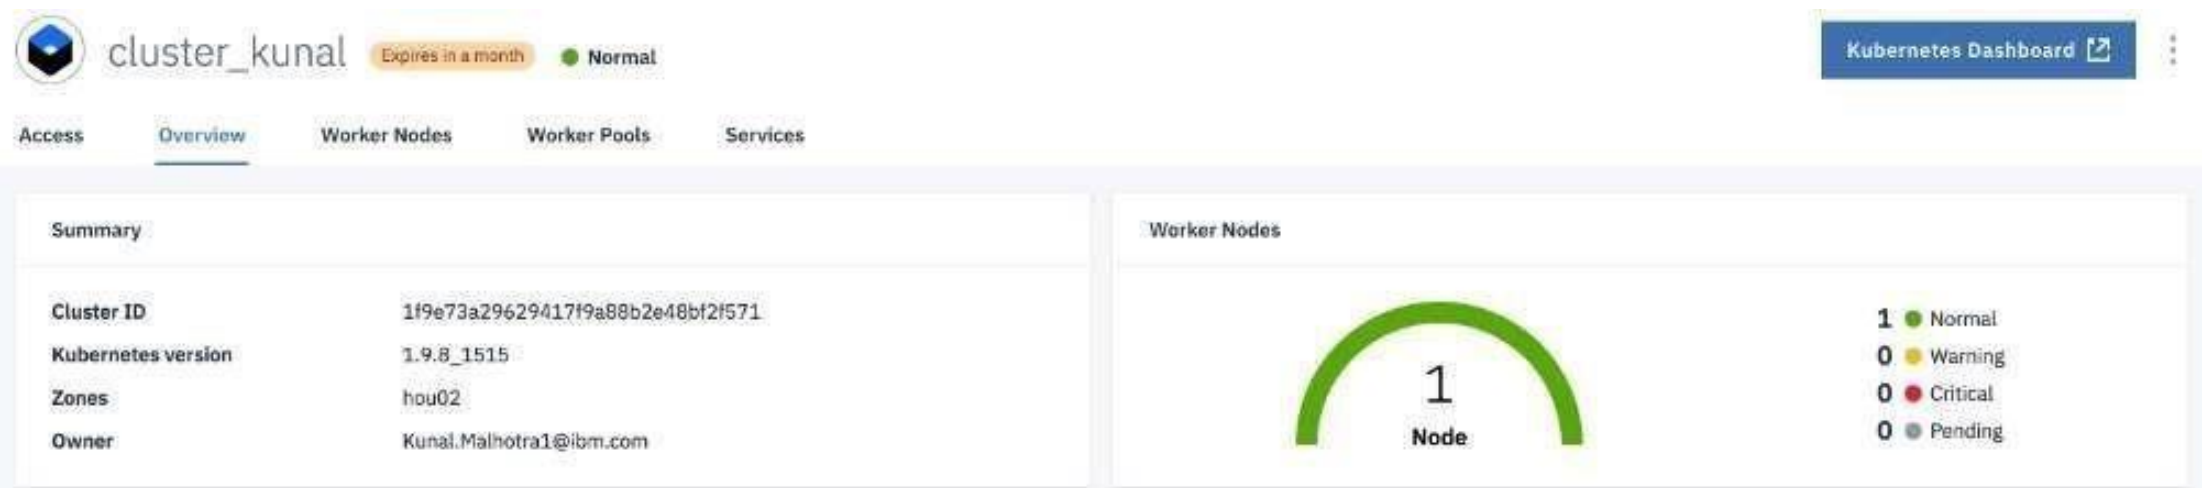 cluster_kunal Expires in a month Normal Kubernetes Dashboard
Access Overview Worker Nodes Worker Pools Services
Summary
Cluster ID 1f9e73a29629417f9a88b2e48bf2f571
Kubernetes version 1.9.8_1515
Zones hou02
Owner Kunal.Malhotra1@ibm.com
Worker Nodes
1
Node
1 Normal
0 Warning
0 Critical
0 Pending